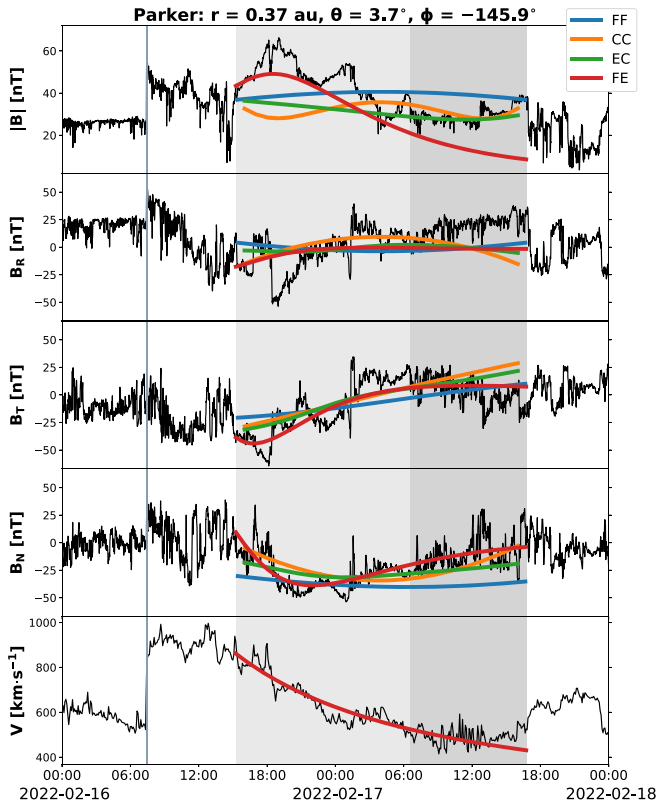 Parker: r = 0.37 au, θ = 3.7°, ϕ = −145.9°
FF
CC
EC
FE
|B| [nT]
60
40
20
B_R [nT]
50
25
0
−25
−50
B_T [nT]
50
25
0
−25
−50
B_N [nT]
50
25
0
−25
−50
V [km·s⁻¹]
1000
800
600
400
00:00 06:00 12:00 18:00 00:00 06:00 12:00 18:00 00:00
2022-02-16 2022-02-17 2022-02-18